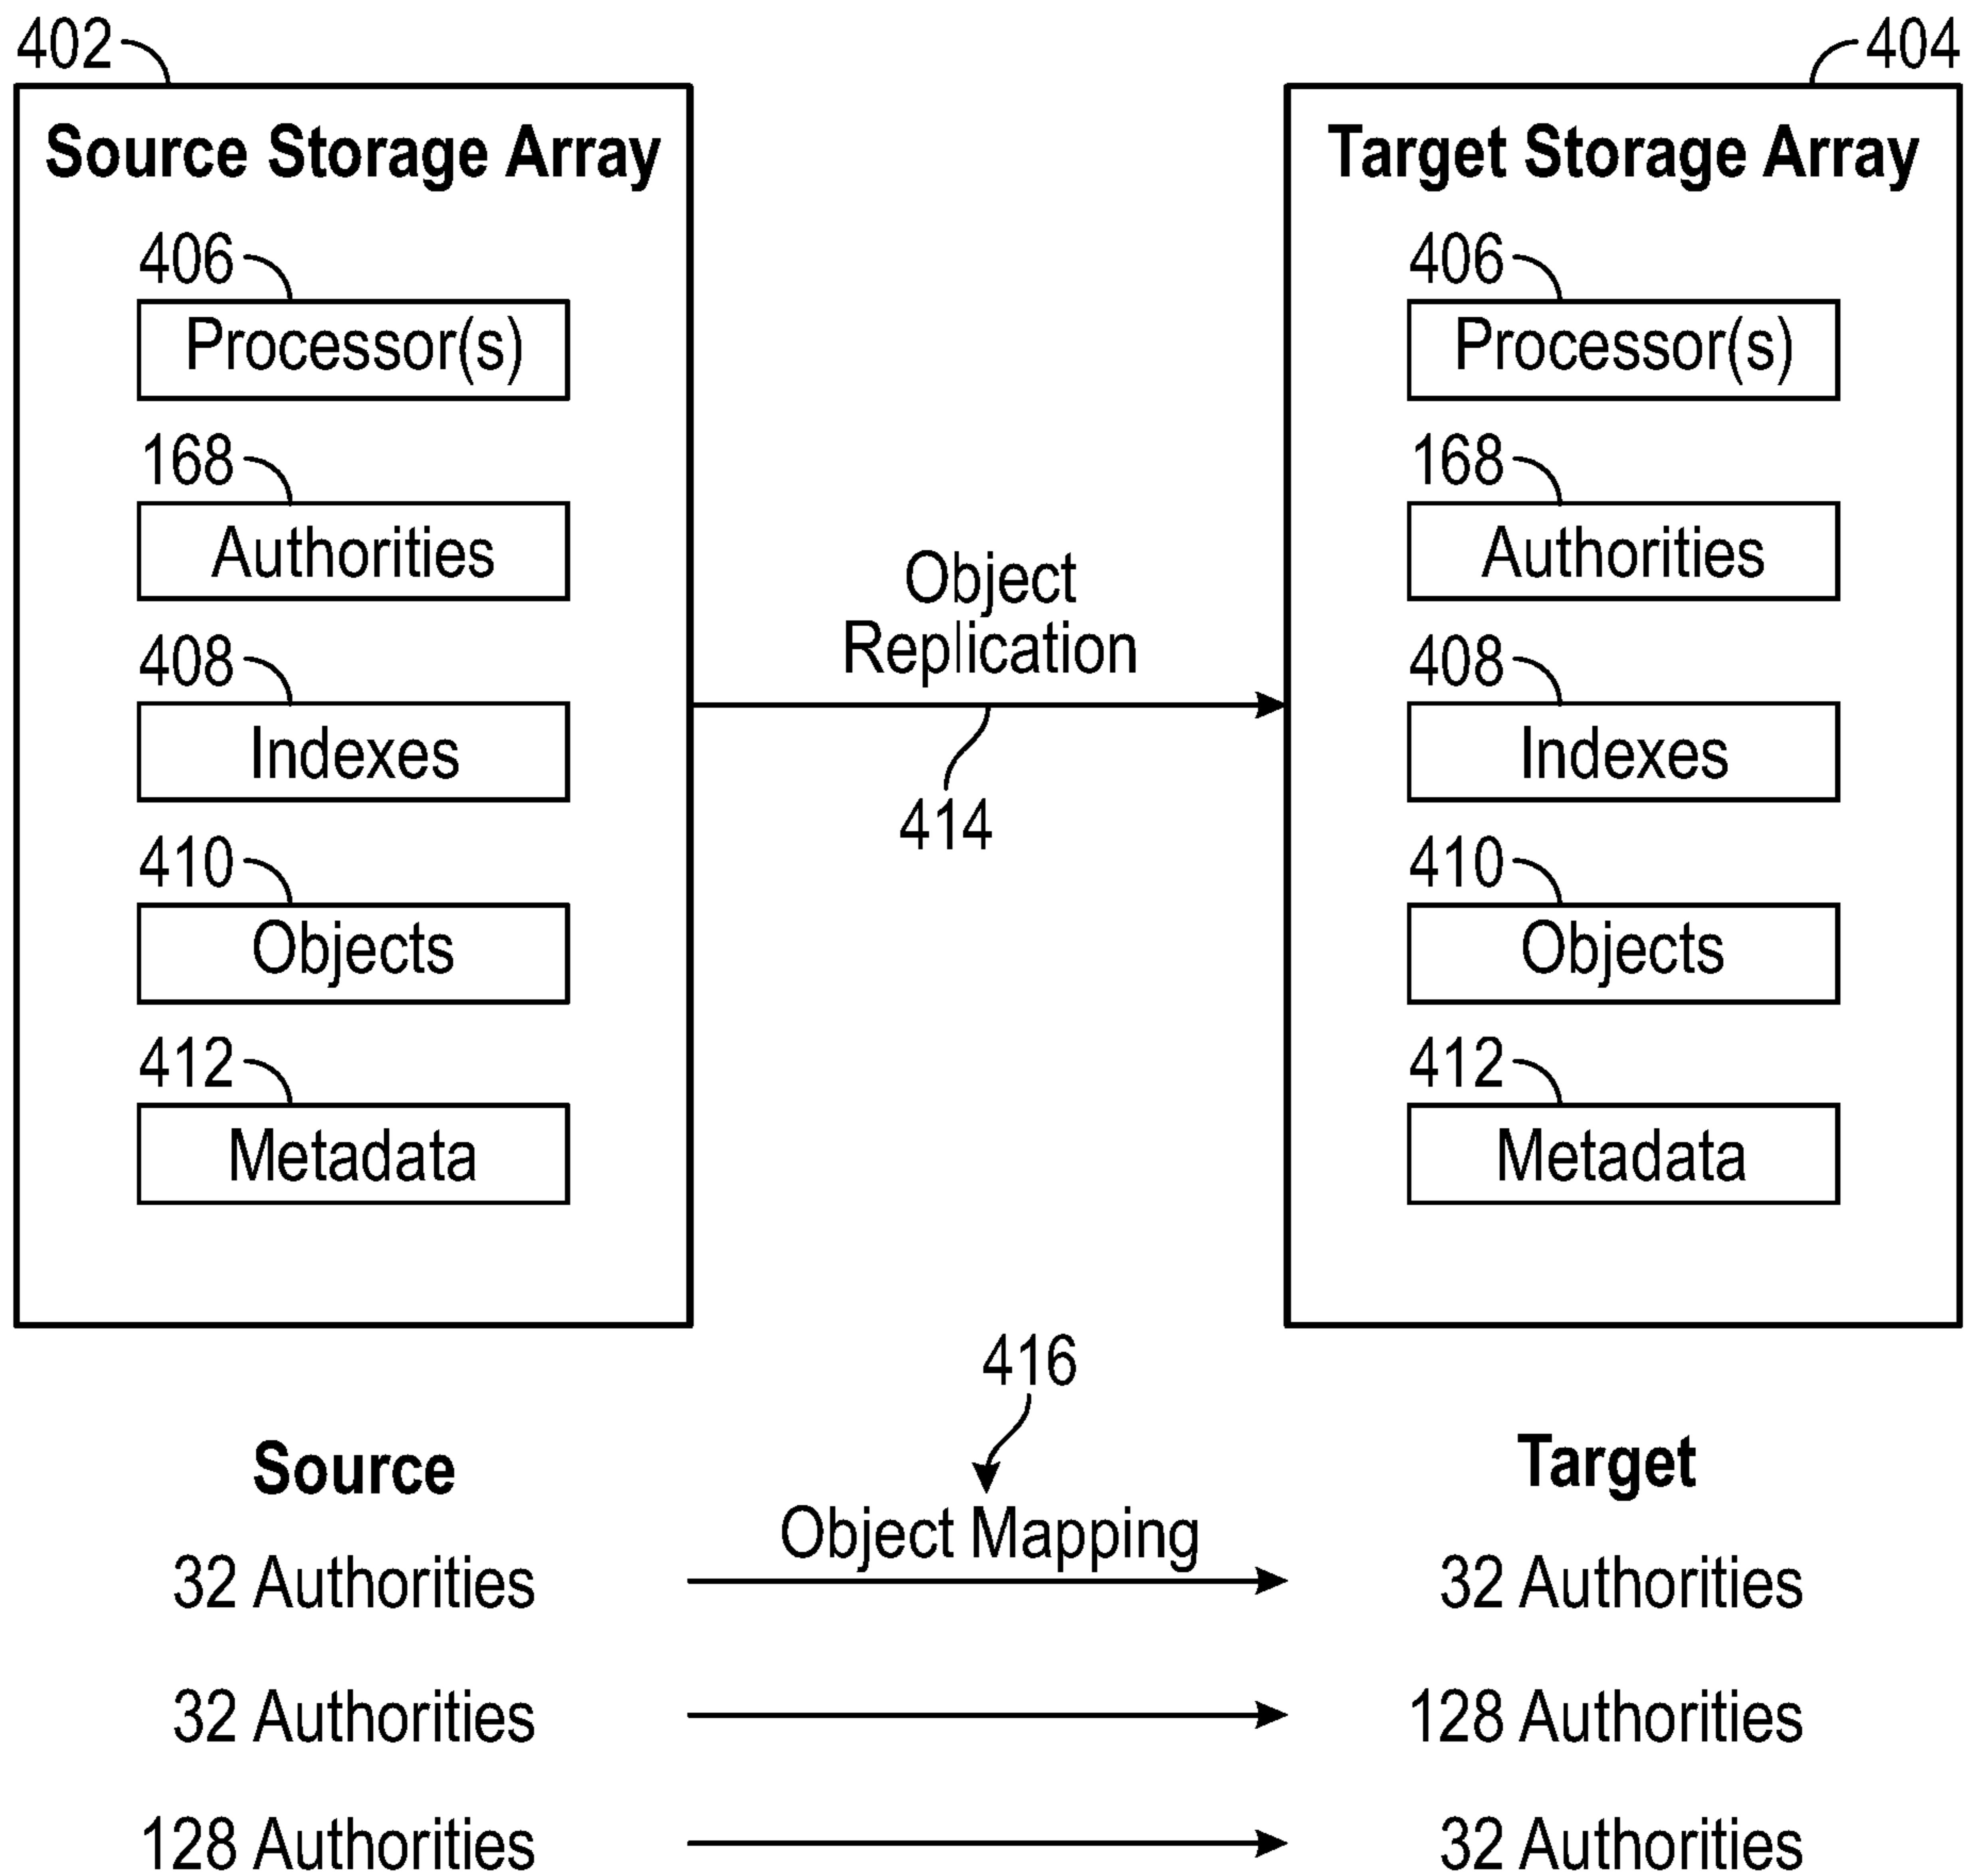 402
404
Source Storage Array
Target Storage Array
406
406
Processor(s)
Processor(s)
168
168
Authorities
Authorities
Object
Replication
408
408
Indexes
Indexes
414
410
410
Objects
Objects
412
412
Metadata
Metadata
416
Source
Target
Object Mapping
32 Authorities
32 Authorities
32 Authorities
128 Authorities
128 Authorities
32 Authorities